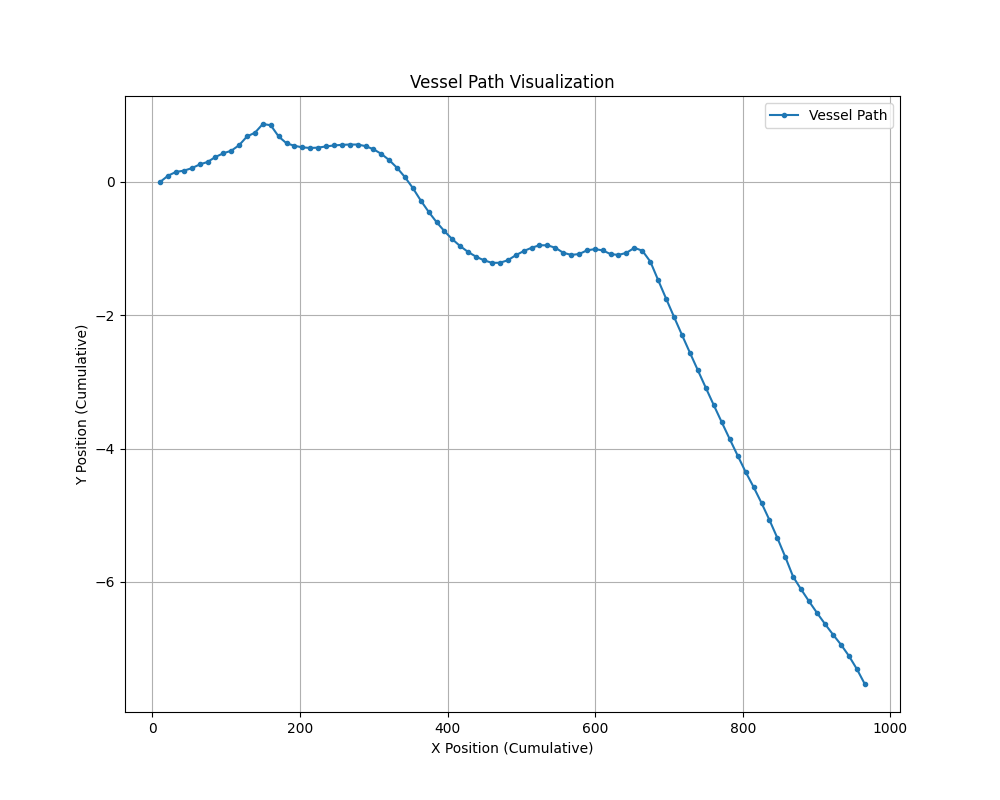 Vessel Path Visualization
Vessel Path
Y Position (Cumulative)
0
−2
−4
−6
0 200 400 600 800 1000
X Position (Cumulative)